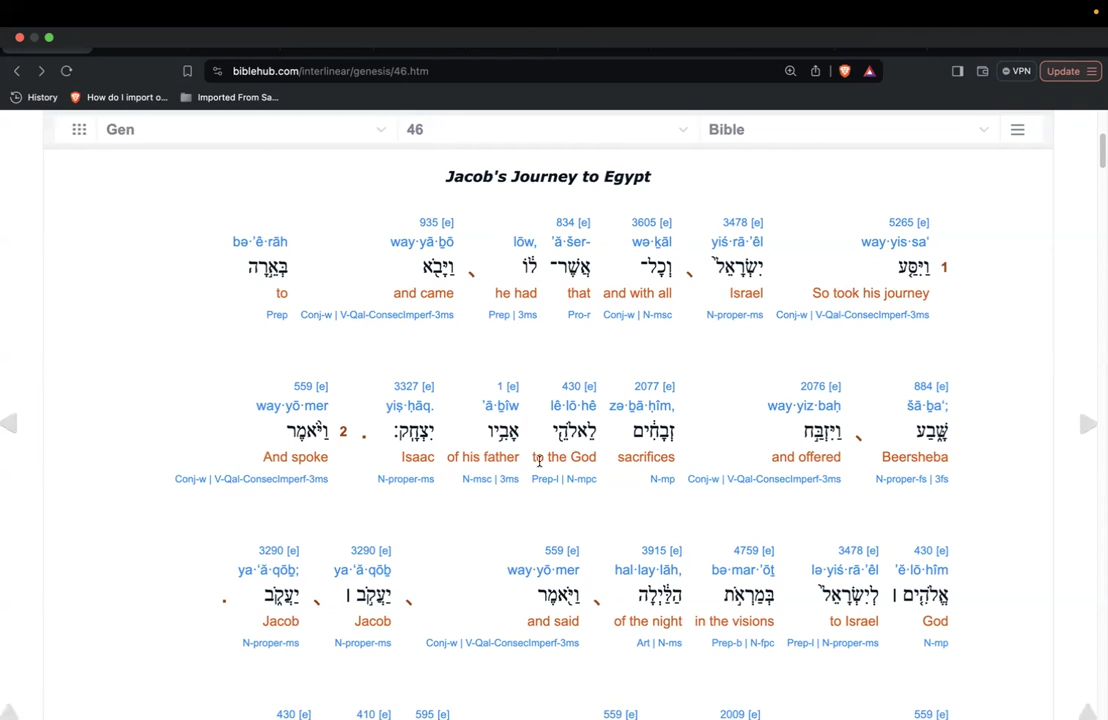 biblehub.com/interlinear/genesis/46.htm
VPN
Update
History
How do I import o...
Imported From Sa...
Gen
46
Bible
Jacob's Journey to Egypt
5265 [e] 3478 [e] 3605 [e] 834 [e] 935 [e]
way·yis·sa‘ yiś·rā·’êl wə·ḵāl ’ă·šer- lōw, way·yā·ḇō bə·’ê·rāh
1 וַיִּסַּ֤ע יִשְׂרָאֵל֙ 、 וְכָל־ אֲשֶׁר־ ל֔וֹ 、 וַיָּבֹ֖א בְּאֵ֣רָה
So took his journey Israel and with all that he had and came to
Conj-w | V-Qal-ConsecImperf-3ms N-proper-ms Conj-w | N-msc Pro-r Prep | 3ms Conj-w | V-Qal-ConsecImperf-3ms Prep
884 [e] 2076 [e] 2077 [e] 430 [e] 1 [e] 3327 [e] 559 [e]
šā·ḇa‘; way·yiz·baḥ zə·ḇā·ḥîm, lê·lō·hê ’ā·ḇîw yiṣ·ḥāq. way·yō·mer
שָּׁ֑בַע 、 וַיִּזְבַּ֣ח זְבָחִ֔ים לֵאלֹהֵ֖י אָבִ֥יו יִצְחָֽק׃ . 2 וַיֹּ֨אמֶר
Beersheba and offered sacrifices to the God of his father Isaac And spoke
N-proper-fs | 3fs Conj-w | V-Qal-ConsecImperf-3ms N-mp Prep-l | N-mpc N-msc | 3ms N-proper-ms Conj-w | V-Qal-ConsecImperf-3ms
430 [e] 3478 [e] 4759 [e] 3915 [e] 559 [e] 3290 [e] 3290 [e]
’ĕ·lō·hîm lə·yiś·rā·’êl bə·mar·’ōṯ hal·lay·lāh, way·yō·mer ya·‘ă·qōḇ ya·‘ă·qōḇ;
אֱלֹהִ֤ים ׀ לְיִשְׂרָאֵל֙ בְּמַרְאֹ֣ת הַלַּ֔יְלָה 、 וַיֹּ֖אמֶר 、 יַעֲקֹ֣ב ׀ 、 יַעֲקֹ֑ב .
God to Israel in the visions of the night and said Jacob Jacob
N-mp Prep-l | N-proper-ms Prep-b | N-fpc Art | N-ms Conj-w | V-Qal-ConsecImperf-3ms N-proper-ms N-proper-ms
559 [e] 2009 [e] 559 [e] 595 [e] 410 [e] 430 [e]